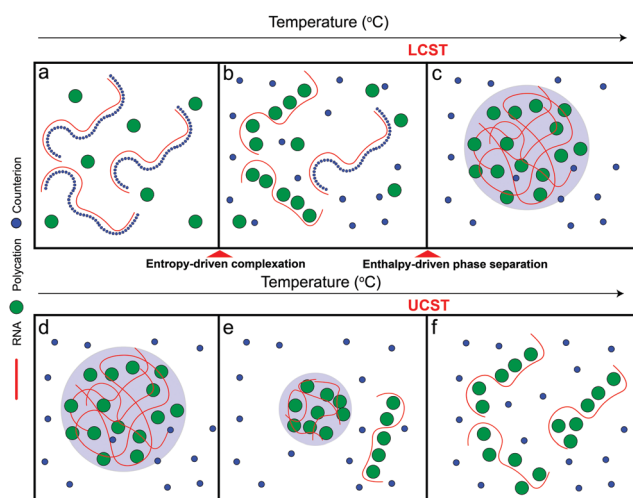 Temperature (°C)
LCST
a
b
c
Entropy-driven complexation
Enthalpy-driven phase separation
RNA Polycation Counterion
Temperature (°C)
UCST
d
e
f